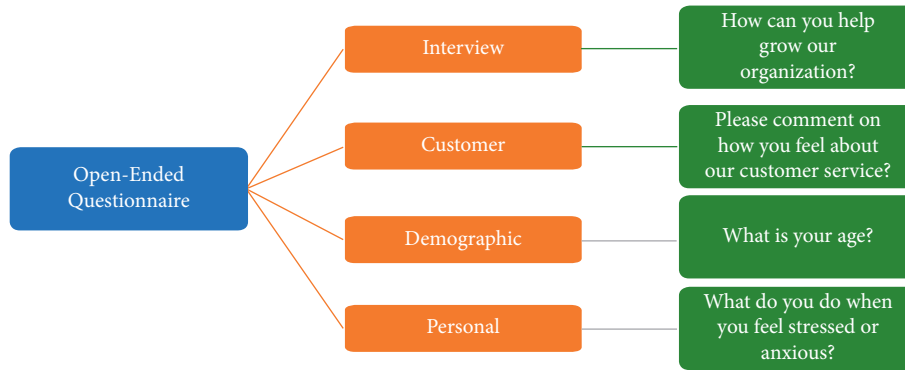 Open-Ended
Questionnaire
Interview
How can you help
grow our
organization?
Customer
Please comment on
how you feel about
our customer service?
Demographic
What is your age?
Personal
What do you do when
you feel stressed or
anxious?